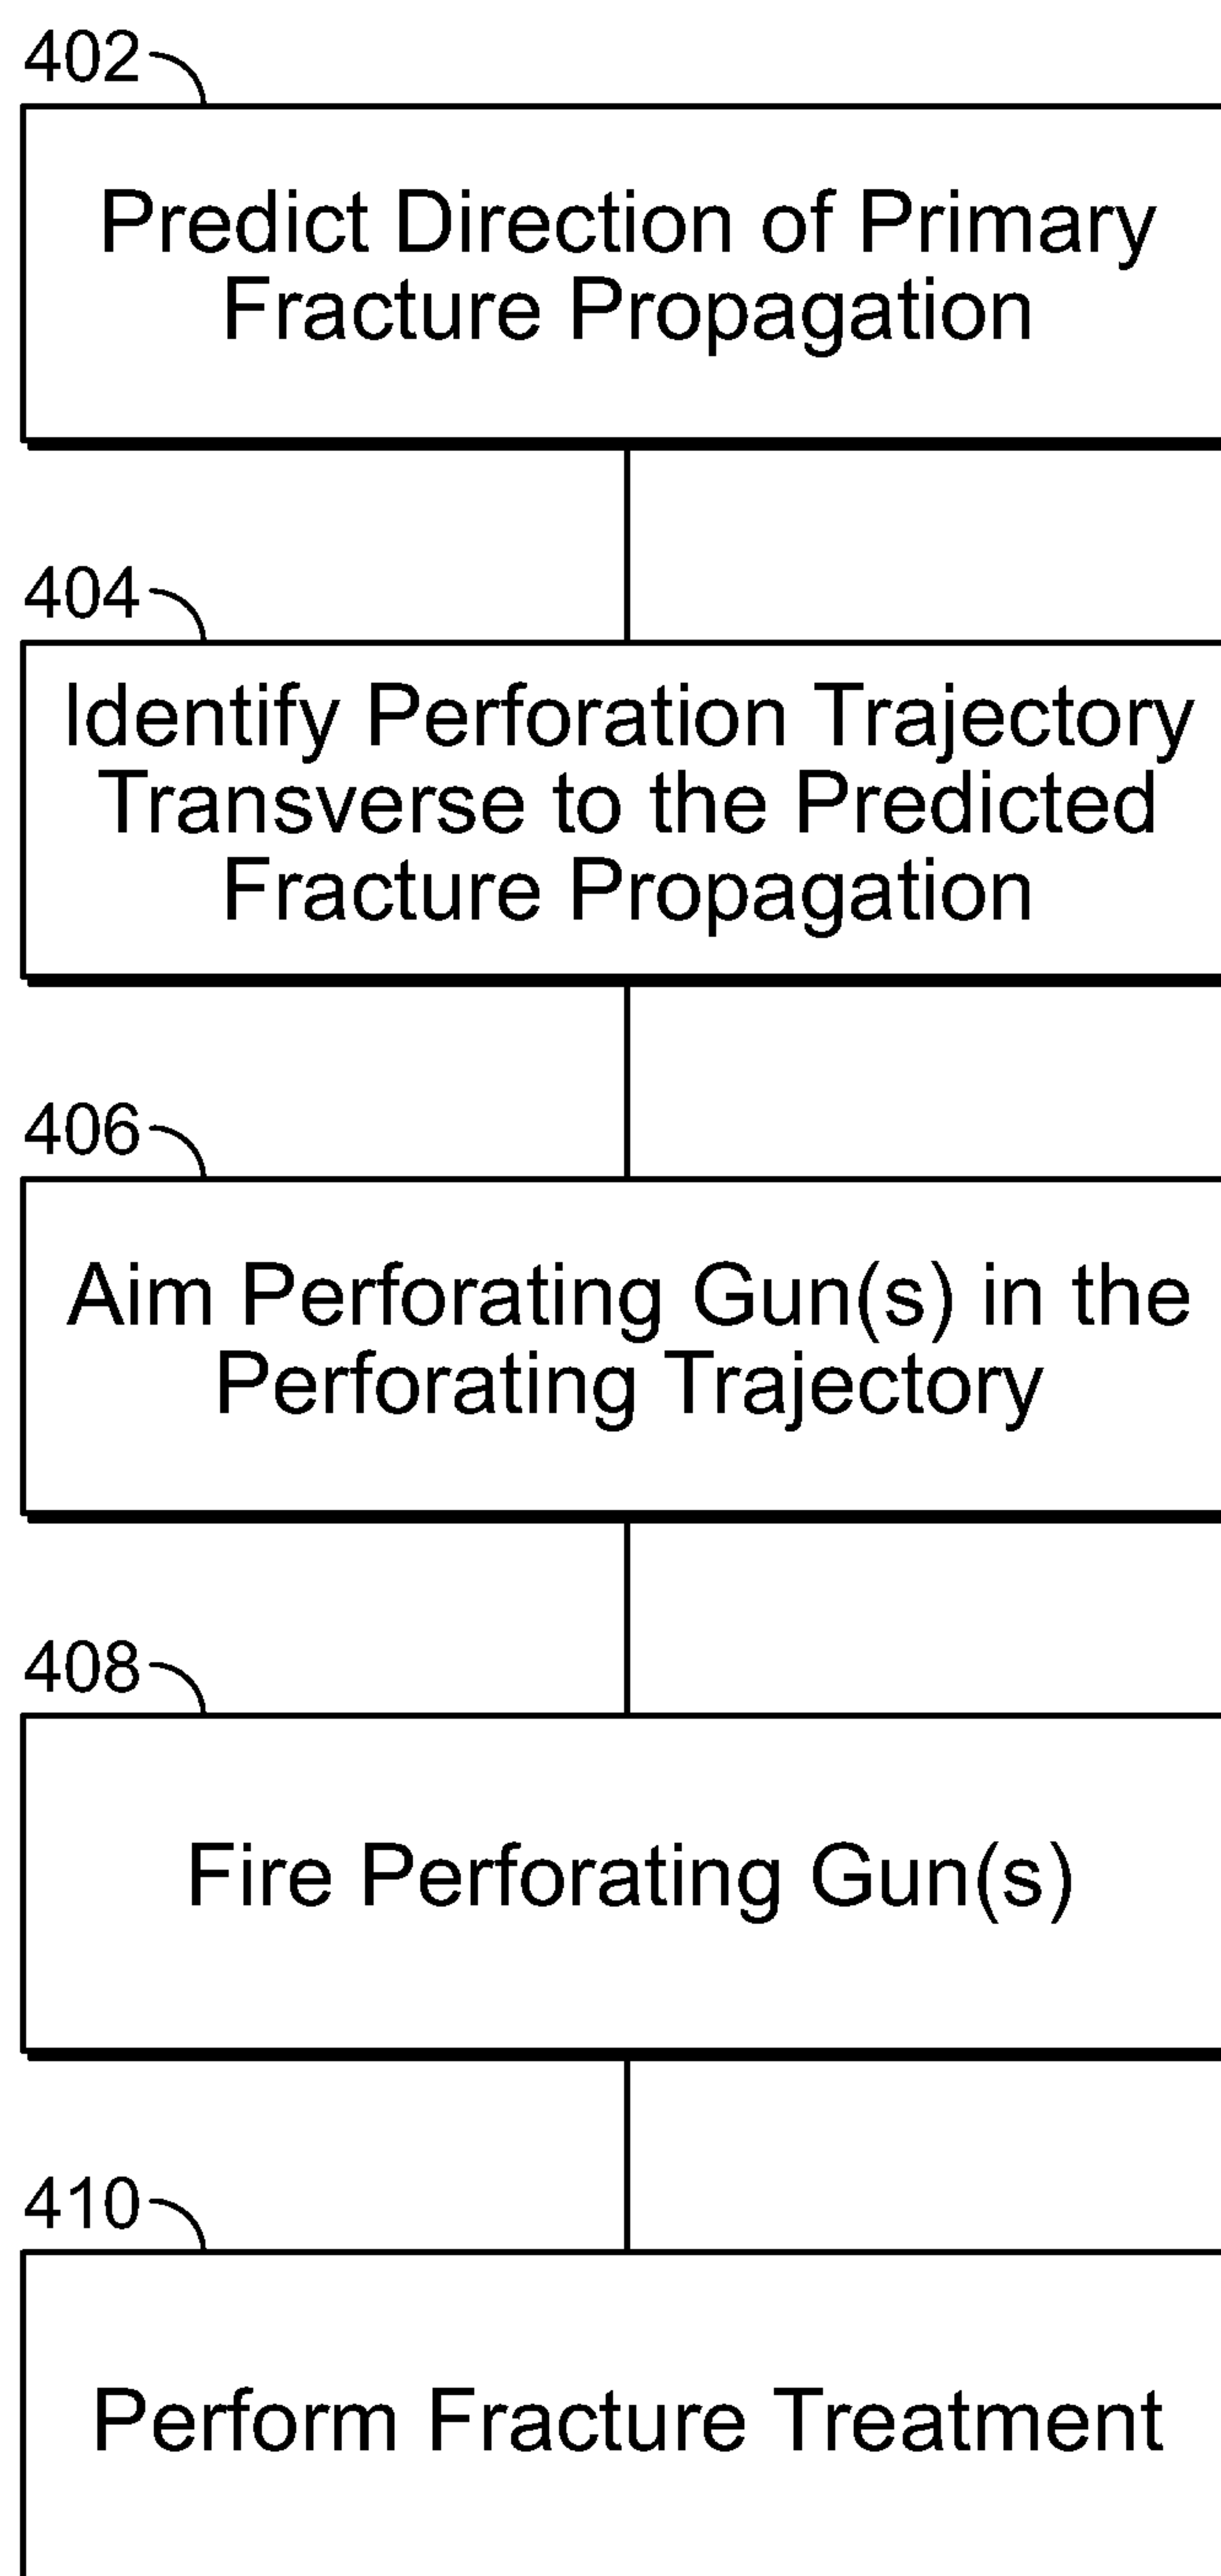 402
Predict Direction of Primary
Fracture Propagation
404
Identify Perforation Trajectory
Transverse to the Predicted
Fracture Propagation
406
Aim Perforating Gun(s) in the
Perforating Trajectory
408
Fire Perforating Gun(s)
410
Perform Fracture Treatment